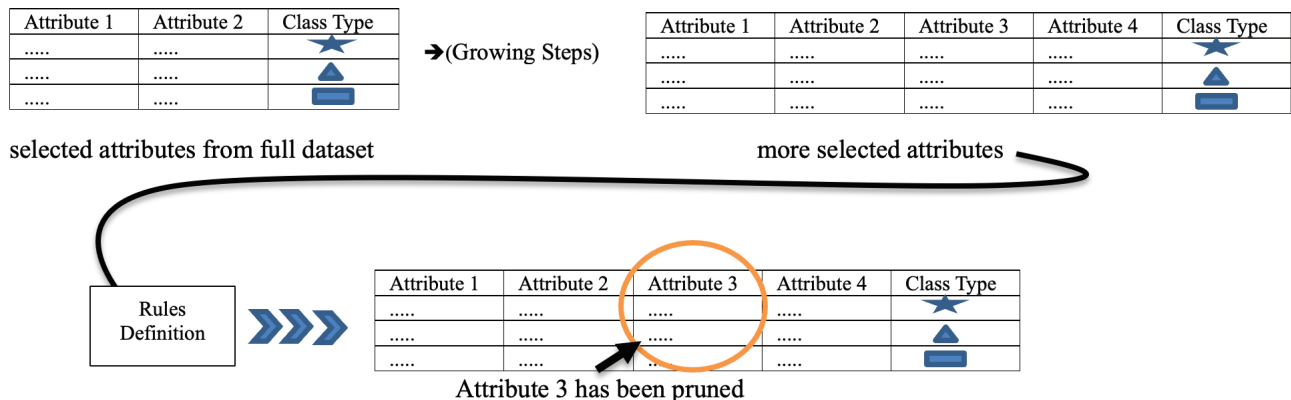 Attribute 1 Attribute 2 Class Type
..... .....
..... .....
..... .....
➔(Growing Steps)
Attribute 1 Attribute 2 Attribute 3 Attribute 4 Class Type
..... ..... ..... .....
..... ..... ..... .....
..... ..... ..... .....
selected attributes from full dataset
more selected attributes
Rules
Definition
Attribute 1 Attribute 2 Attribute 3 Attribute 4 Class Type
..... ..... ..... .....
..... ..... ..... .....
..... ..... ..... .....
Attribute 3 has been pruned